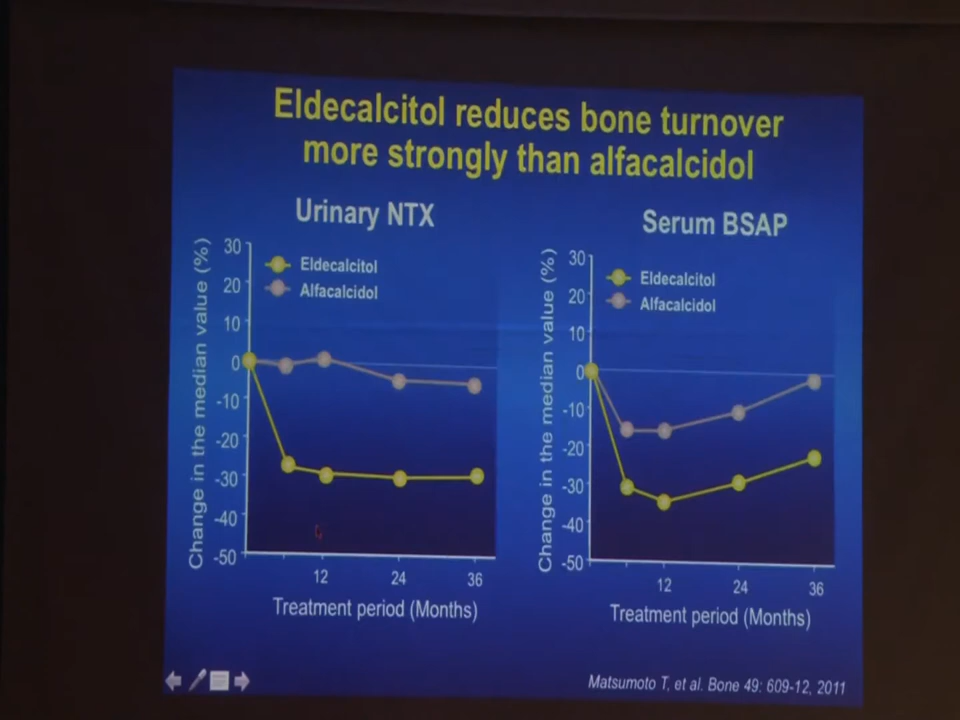 Eldecalcitol reduces bone turnover
more strongly than alfacalcidol
Urinary NTX
Change in the median value (%)
30
20
10
0
-10
-20
-30
-40
-50
Eldecalcitol
Alfacalcidol
12
24
36
Treatment period (Months)
Serum BSAP
Change in the median value (%)
30
20
10
0
-10
-20
-30
-40
-50
Eldecalcitol
Alfacalcidol
12
24
36
Treatment period (Months)
Matsumoto T, et al. Bone 49: 609-12, 2011